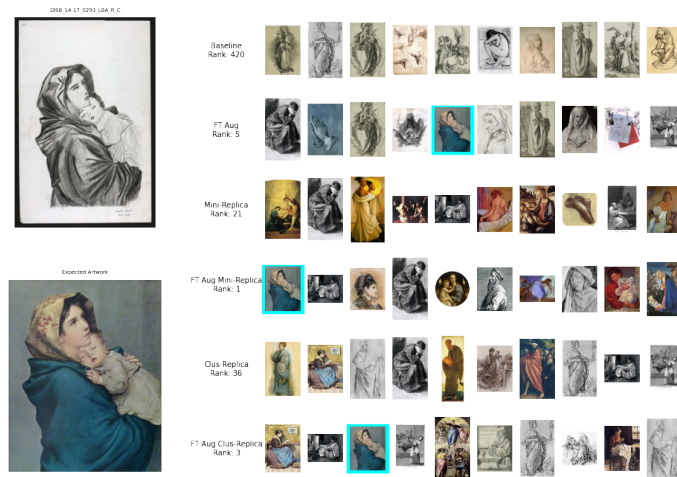 1998_14-17_0293_LSA_R_C
Expected Artwork
Baseline
Rank: 420
FT Aug
Rank: 5
Mini-Replica
Rank: 21
FT Aug Mini-Replica
Rank: 1
Clus-Replica
Rank: 36
FT Aug Clus-Replica
Rank: 3